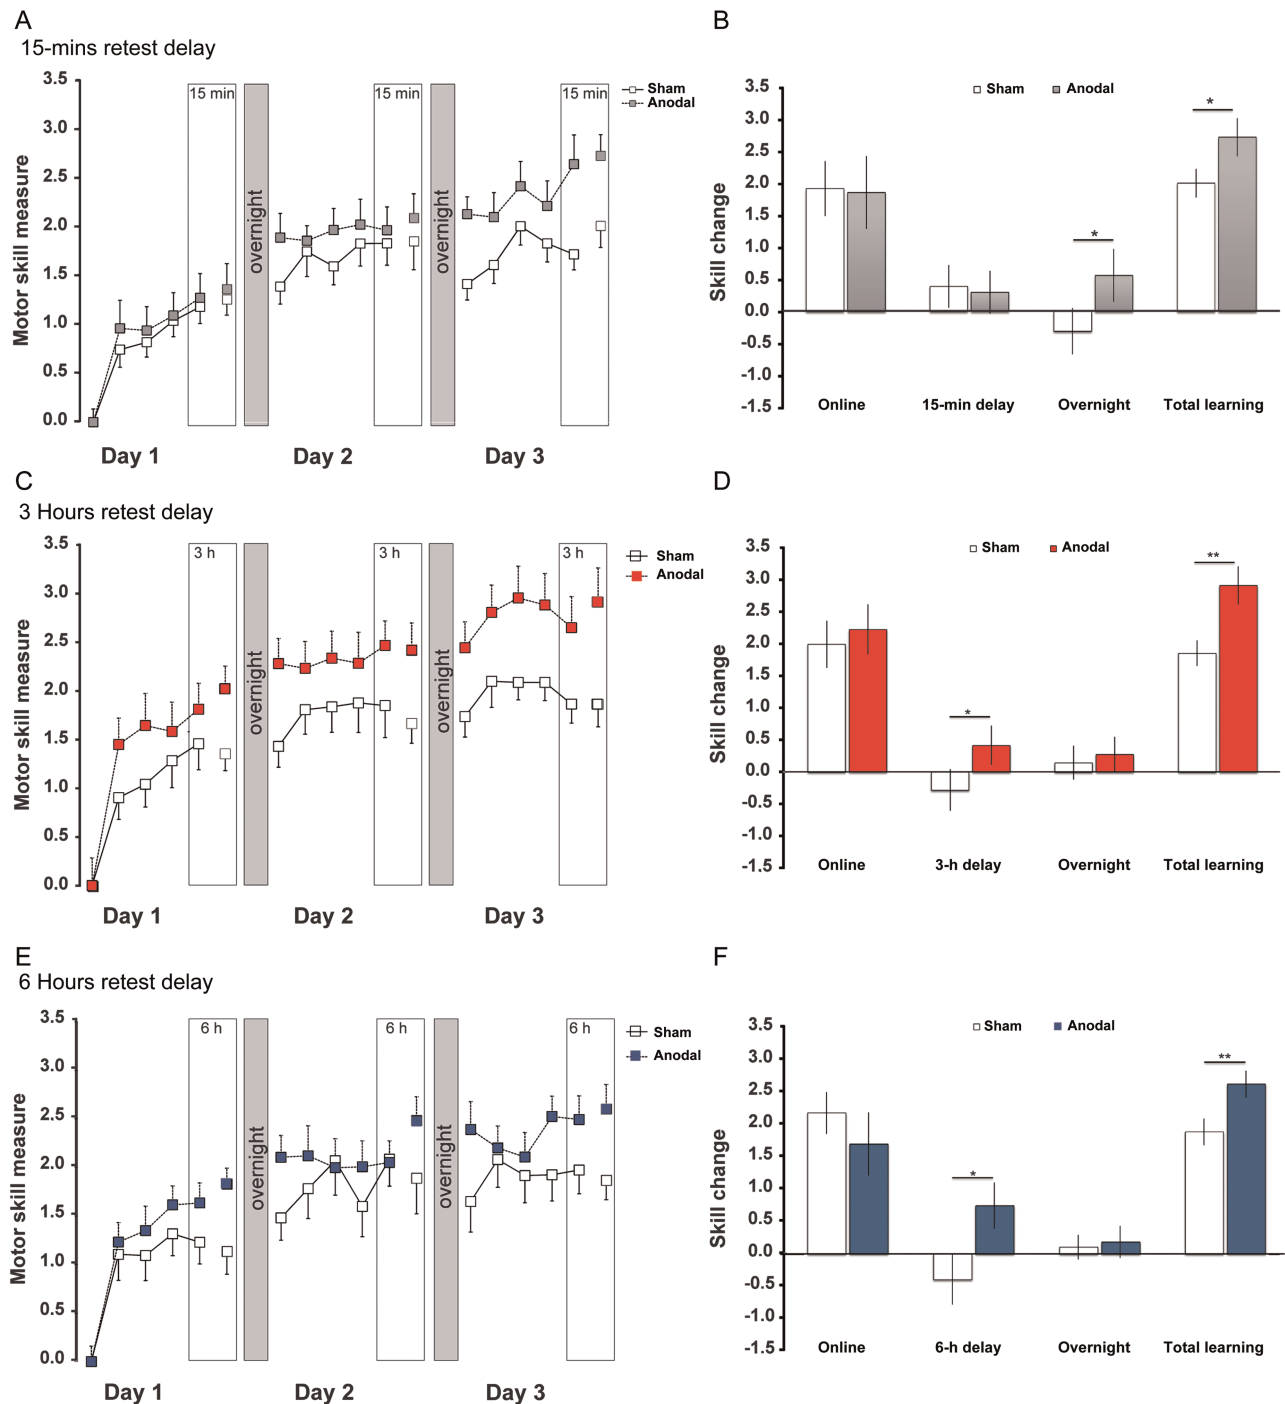 A
15-mins retest delay
3.5
3.0
2.5
2.0
1.5
1.0
0.5
0.0
Motor skill measure
15 min
overnight
15 min
overnight
15 min
Sham
Anodal
Day 1
Day 2
Day 3
B
3.5
3.0
2.5
2.0
1.5
1.0
0.5
0.0
-0.5
-1.0
-1.5
Skill change
Sham
Anodal
*
*
Online
15-min delay
Overnight
Total learning
C
3 Hours retest delay
3.5
3.0
2.5
2.0
1.5
1.0
0.5
0.0
Motor skill measure
3 h
overnight
3 h
overnight
3 h
Sham
Anodal
Day 1
Day 2
Day 3
D
3.5
3.0
2.5
2.0
1.5
1.0
0.5
0.0
-0.5
-1.0
-1.5
Skill change
Sham
Anodal
*
**
Online
3-h delay
Overnight
Total learning
E
6 Hours retest delay
3.5
3.0
2.5
2.0
1.5
1.0
0.5
0.0
Motor skill measure
6 h
overnight
6 h
overnight
6 h
Sham
Anodal
Day 1
Day 2
Day 3
F
3.5
3.0
2.5
2.0
1.5
1.0
0.5
0.0
-0.5
-1.0
-1.5
Skill change
Sham
Anodal
*
**
Online
6-h delay
Overnight
Total learning